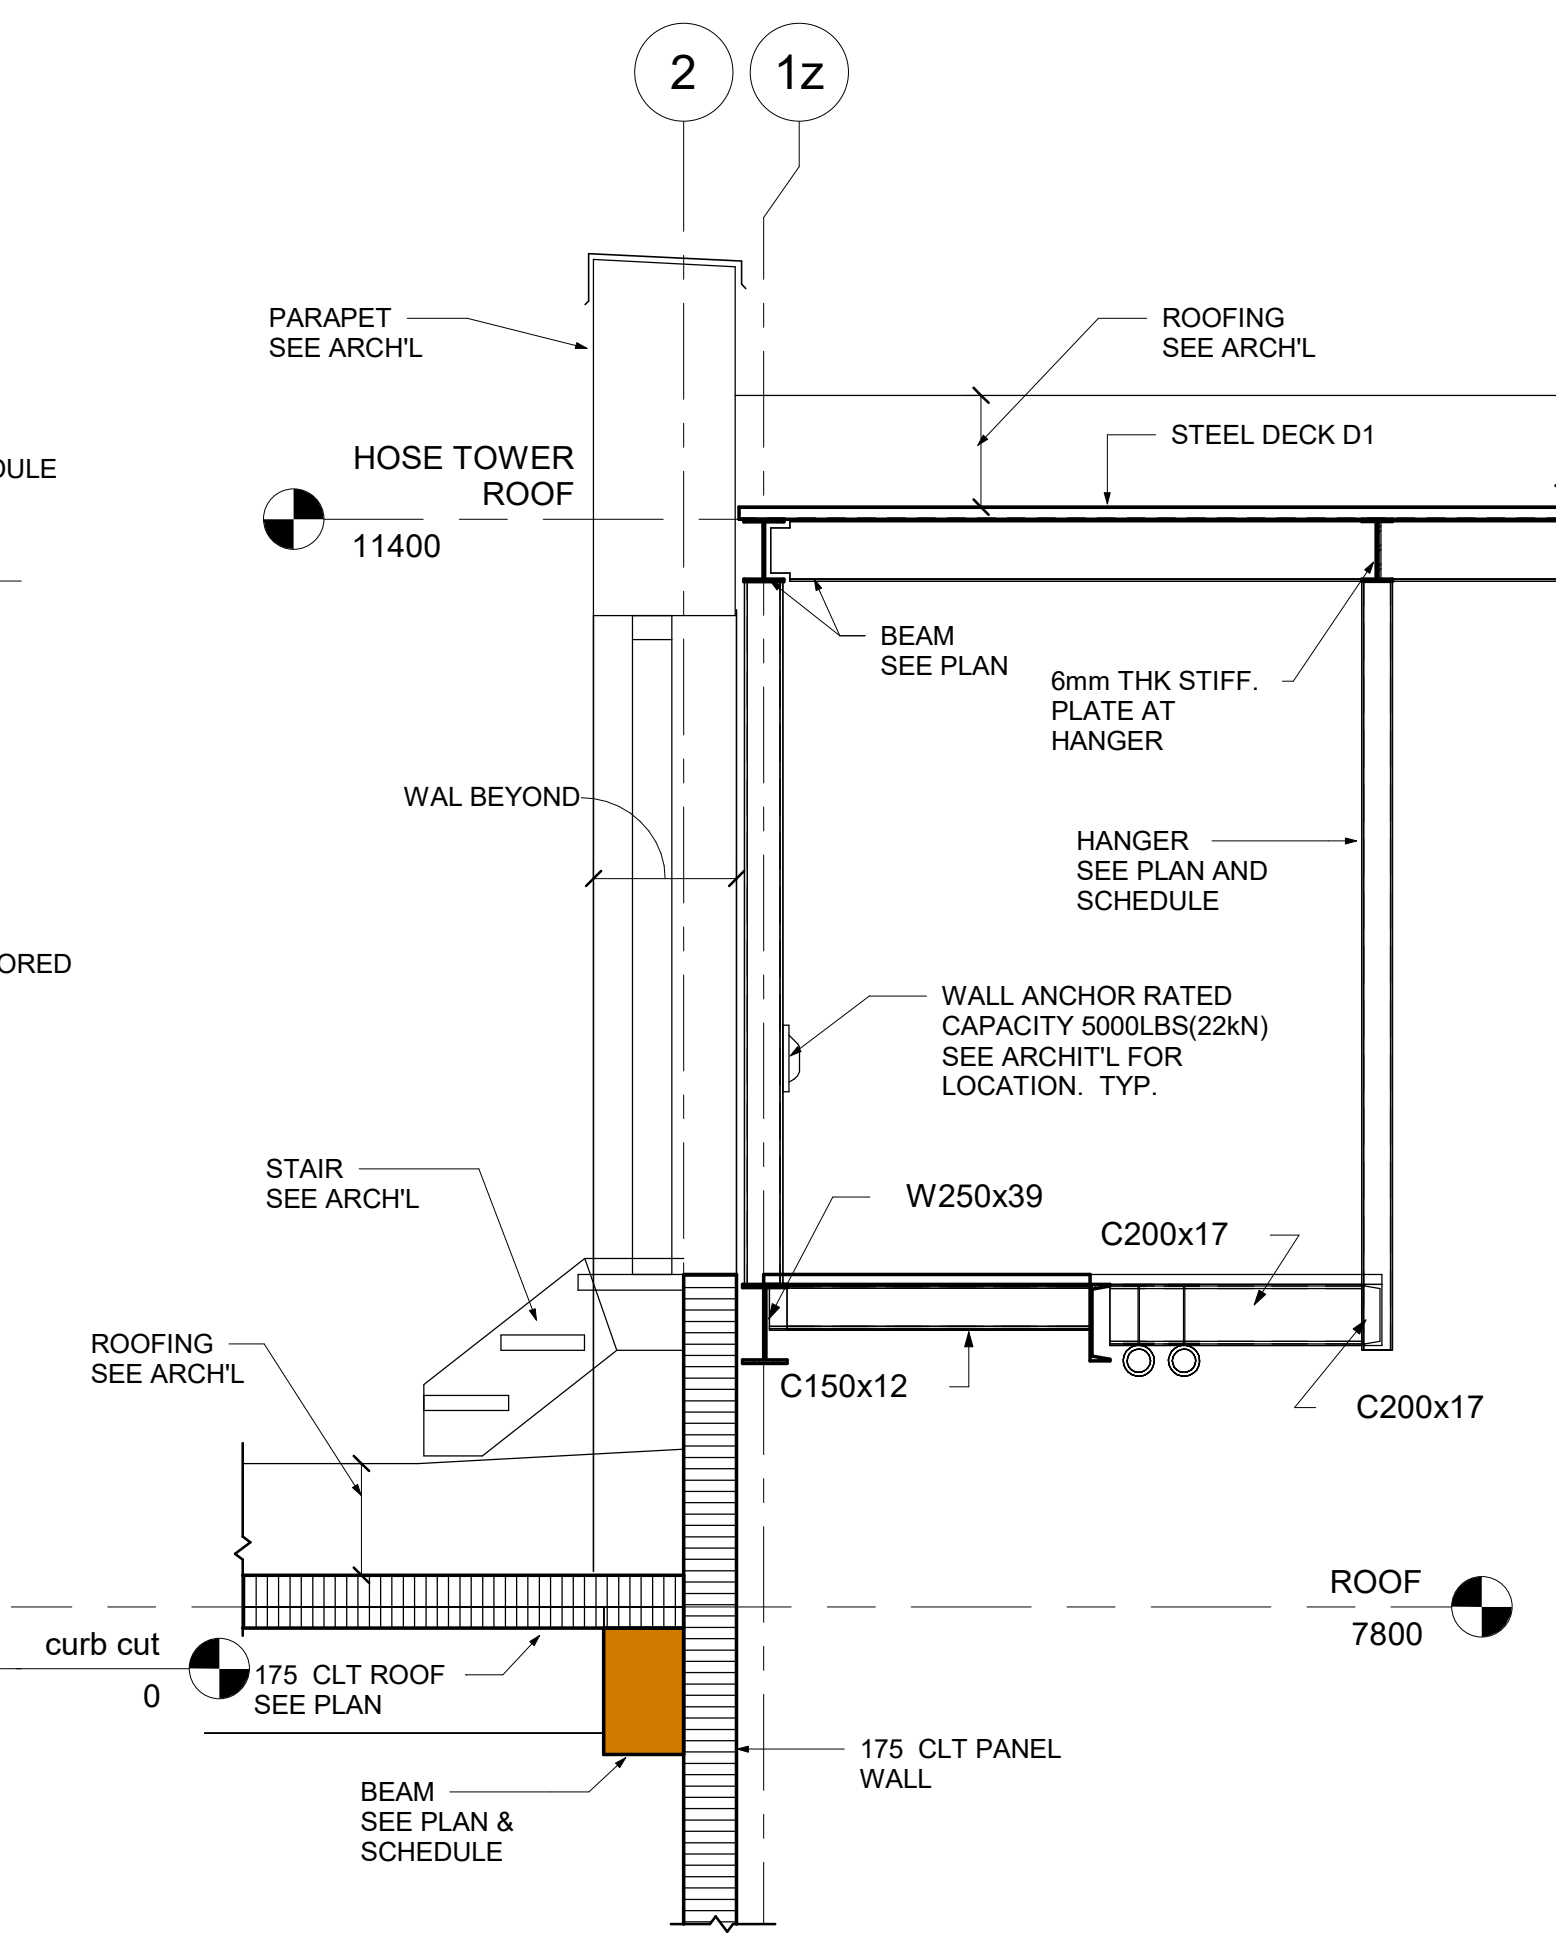 2
1z
PARAPET
SEE ARCH'L
ROOFING
SEE ARCH'L
STEEL DECK D1
HOSE TOWER
ROOF
11400
BEAM
SEE PLAN
6mm THK STIFF.
PLATE AT
HANGER
WAL BEYOND
HANGER
SEE PLAN AND
SCHEDULE
ORED
WALL ANCHOR RATED
CAPACITY 5000LBS(22kN)
SEE ARCHIT'L FOR
LOCATION.  TYP.
STAIR
SEE ARCH'L
W250x39
C200x17
ROOFING
SEE ARCH'L
C150x12
C200x17
ROOF
7800
curb cut
0
175  CLT ROOF
SEE PLAN
175  CLT PANEL
WALL
BEAM
SEE PLAN &
SCHEDULE